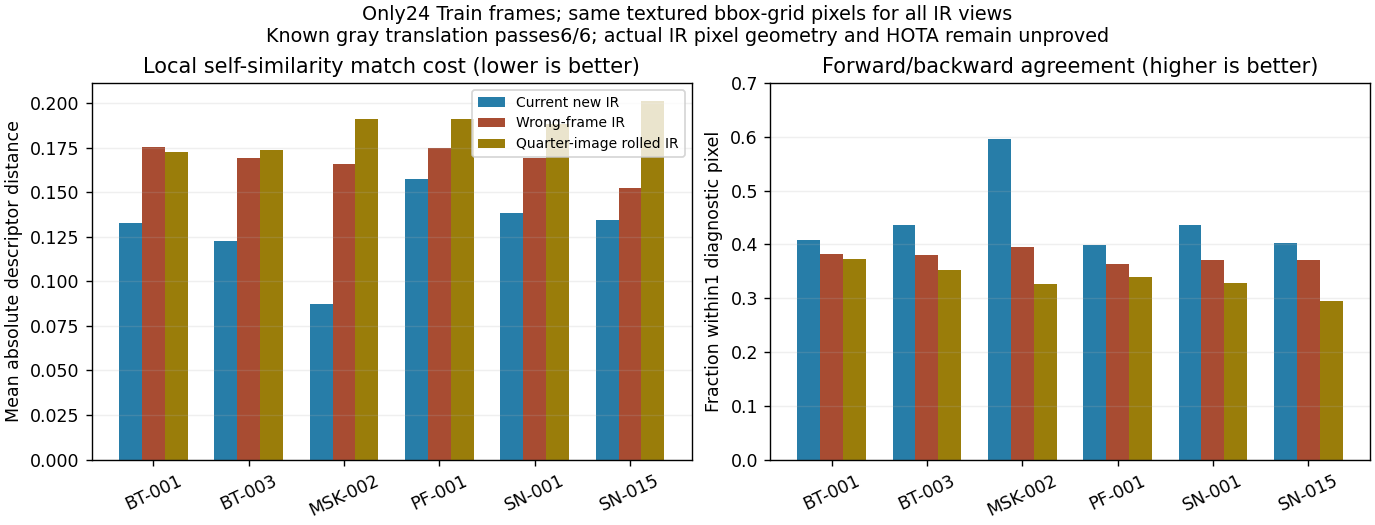 Only24 Train frames; same textured bbox-grid pixels for all IR views
Known gray translation passes6/6; actual IR pixel geometry and HOTA remain unproved
Local self-similarity match cost (lower is better)
Mean absolute descriptor distance
0.200
0.175
0.150
0.125
0.100
0.075
0.050
0.025
0.000
Current new IR
Wrong-frame IR
Quarter-image rolled IR
BT-001
BT-003
MSK-002
PF-001
SN-001
SN-015
Forward/backward agreement (higher is better)
Fraction within1 diagnostic pixel
0.7
0.6
0.5
0.4
0.3
0.2
0.1
0.0
BT-001
BT-003
MSK-002
PF-001
SN-001
SN-015